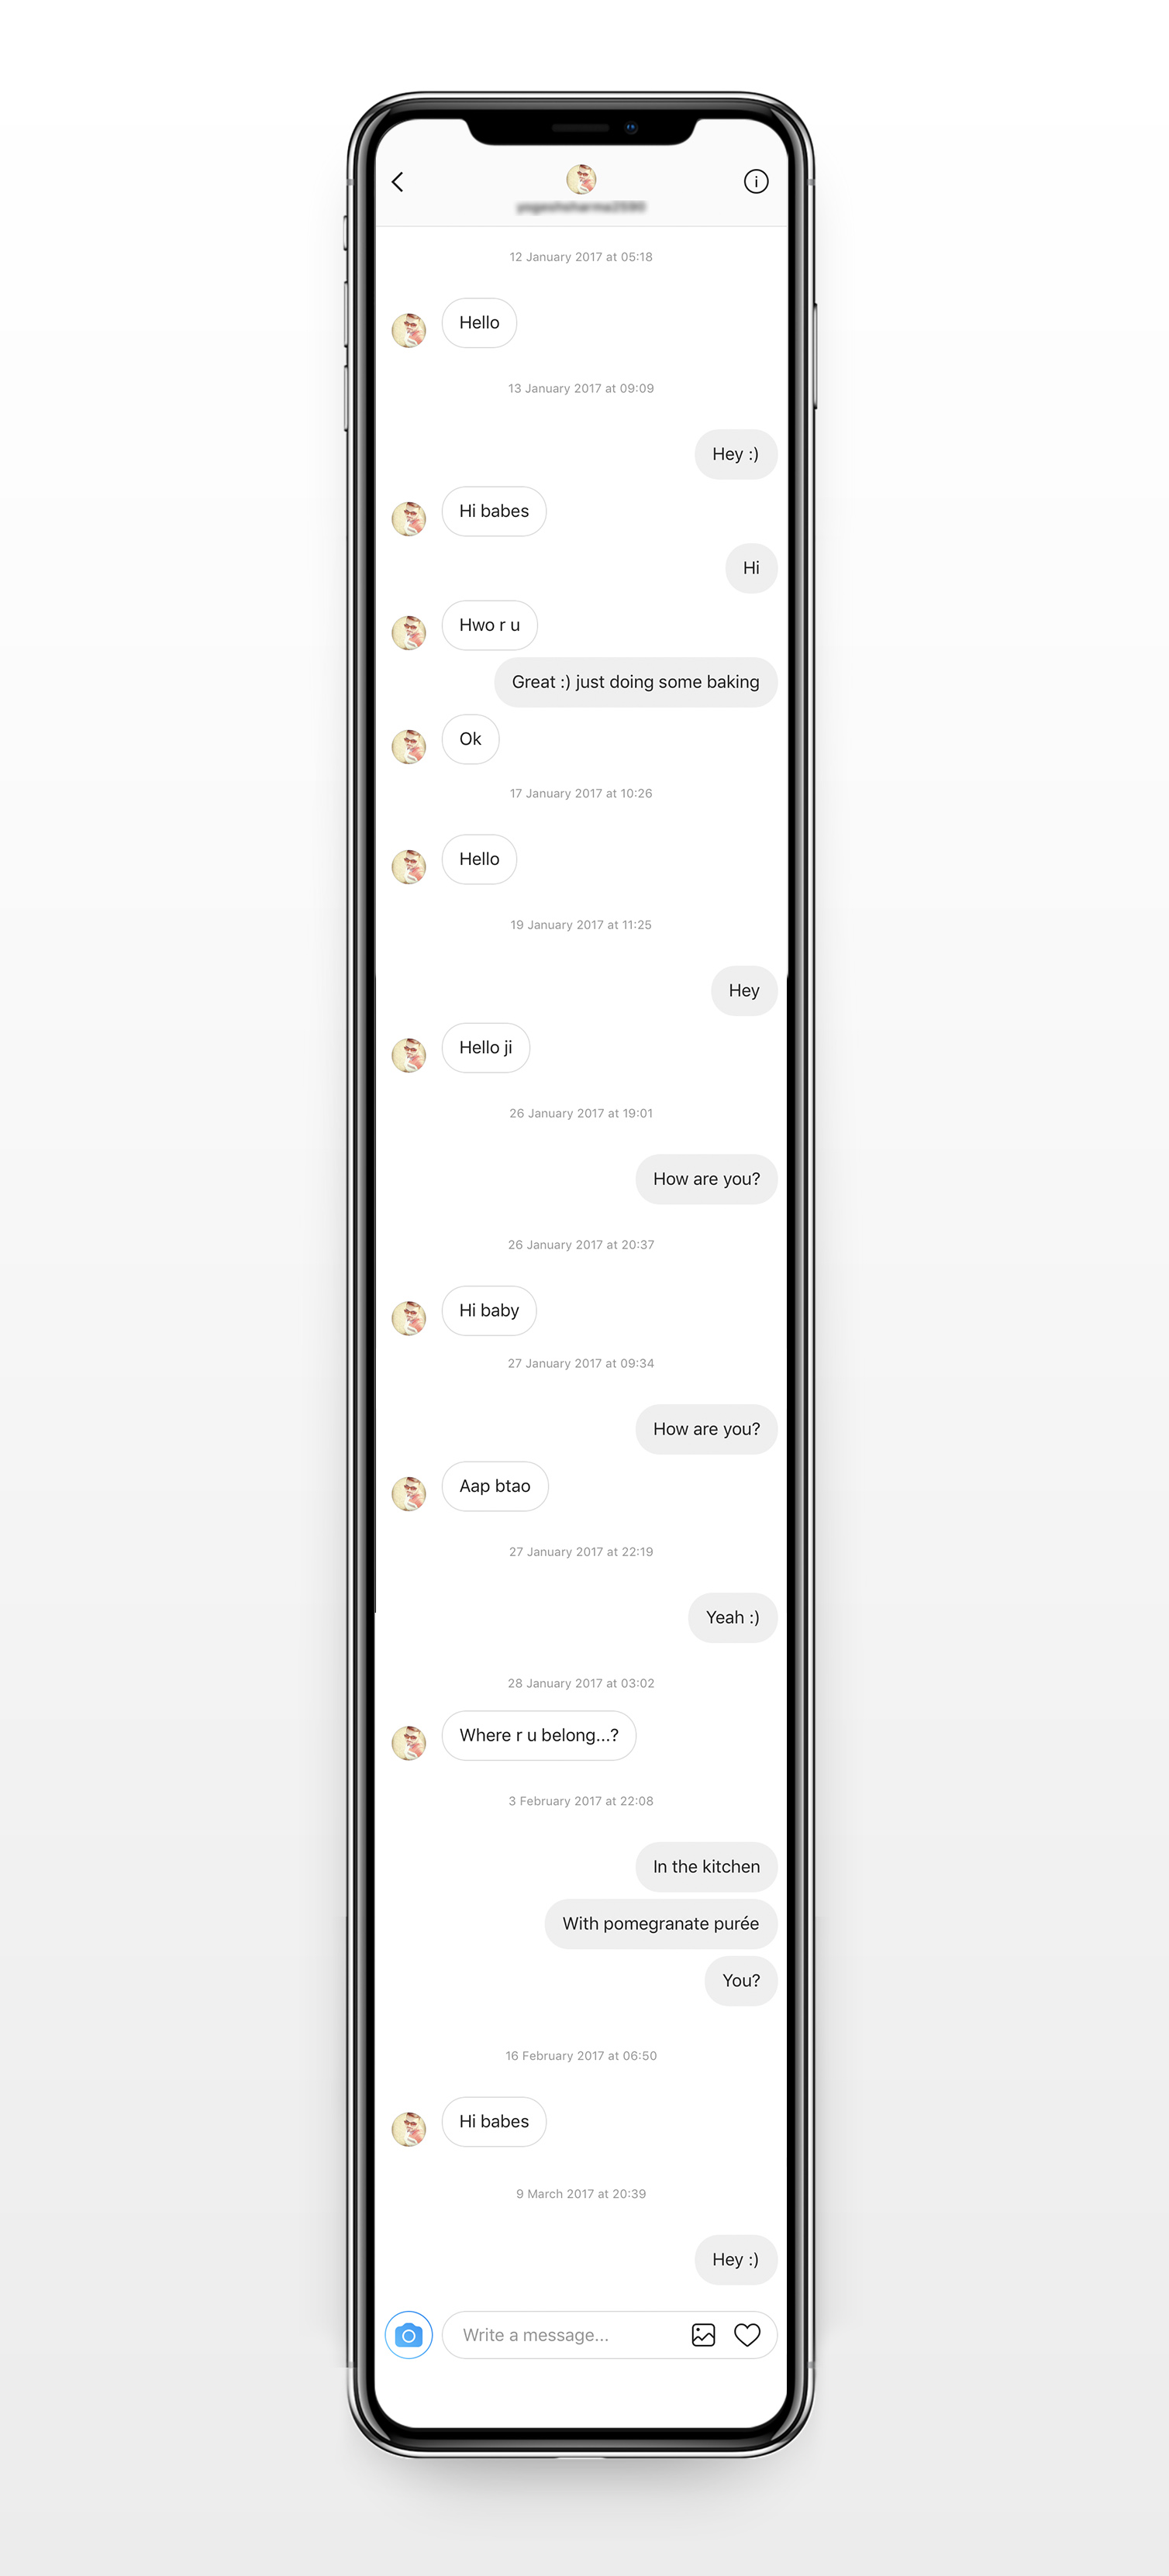 12 January 2017 at 05:18
Hello
13 January 2017 at 09:09
Hey :)
Hi babes
Hi
Hwo r u
Great :) just doing some baking
Ok
17 January 2017 at 10:26
Hello
19 January 2017 at 11:25
Hey
Hello ji
26 January 2017 at 19:01
How are you?
26 January 2017 at 20:37
Hi baby
27 January 2017 at 09:34
How are you?
Aap btao
27 January 2017 at 22:19
Yeah :)
28 January 2017 at 03:02
Where r u belong...?
3 February 2017 at 22:08
In the kitchen
With pomegranate purée
You?
16 February 2017 at 06:50
Hi babes
9 March 2017 at 20:39
Hey :)
Write a message...